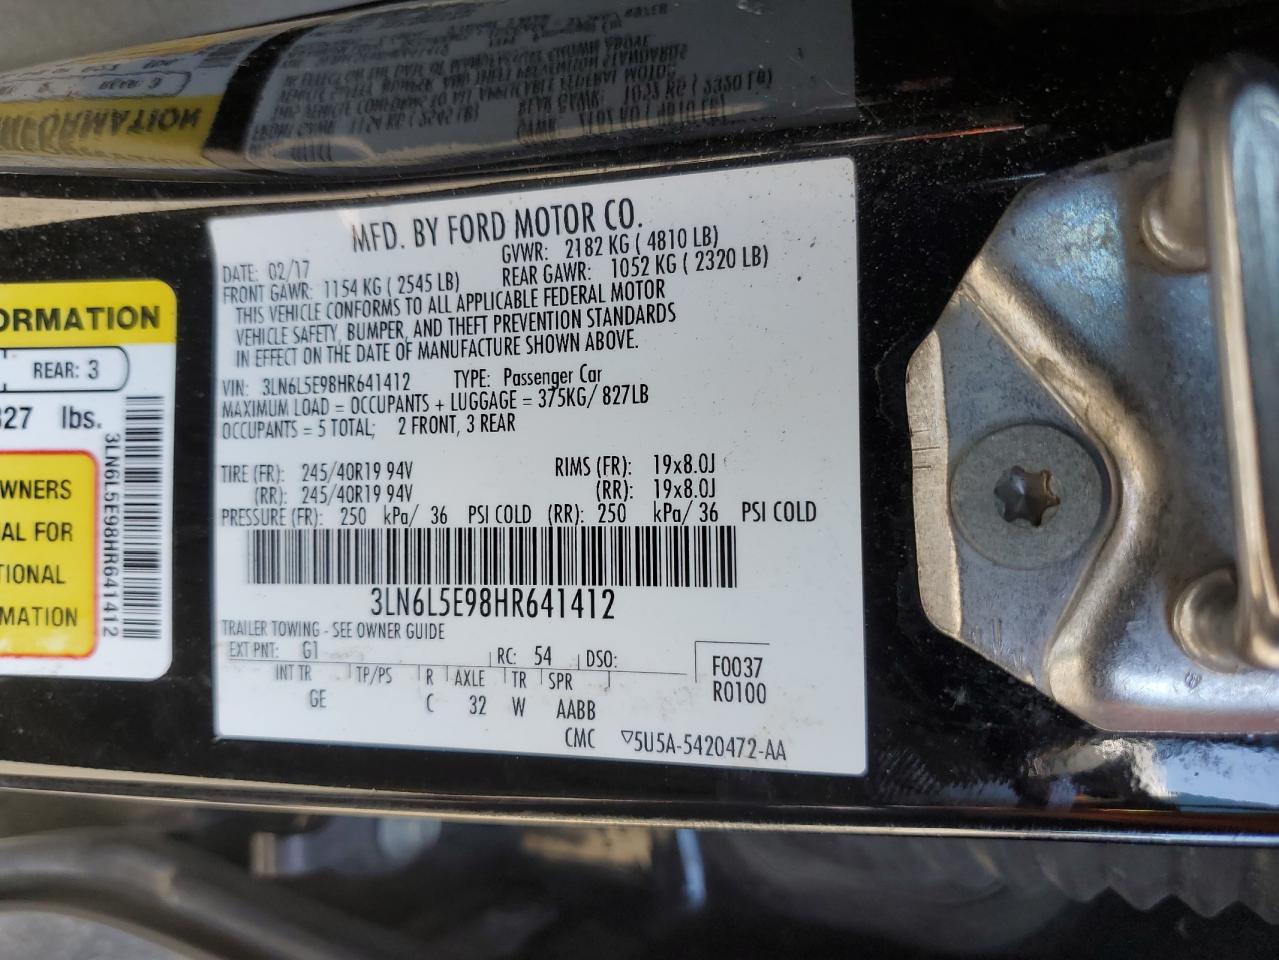 MFD. BY FORD MOTOR CO.
DATE: 02/17 GVWR: 2182 KG ( 4810 LB)
FRONT GAWR: 1154 KG ( 2545 LB) REAR GAWR: 1052 KG ( 2320 LB)
THIS VEHICLE CONFORMS TO ALL APPLICABLE FEDERAL MOTOR
VEHICLE SAFETY, BUMPER, AND THEFT PREVENTION STANDARDS
IN EFFECT ON THE DATE OF MANUFACTURE SHOWN ABOVE.
VIN: 3LN6L5E98HR641412 TYPE: Passenger Car
MAXIMUM LOAD = OCCUPANTS + LUGGAGE = 375KG/ 827LB
OCCUPANTS = 5 TOTAL; 2 FRONT, 3 REAR
TIRE (FR): 245/40R19 94V RIMS (FR): 19x8.0J
(RR): 245/40R19 94V (RR): 19x8.0J
PRESSURE (FR): 250 kPa/ 36 PSI COLD (RR): 250 kPa/ 36 PSI COLD
3LN6L5E98HR641412
TRAILER TOWING - SEE OWNER GUIDE
EXT PNT: G1 RC: 54 DSO: F0037
INT TR TP/PS R AXLE TR SPR R0100
GE C 32 W AABB
CMC ▽5U5A-5420472-AA
ORMATION
REAR: 3
827 lbs.
WNERS
AL FOR
TIONAL
MATION
3LN6L5E98HR641412